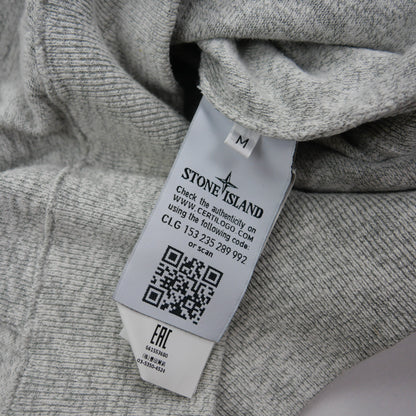 M
STONE ISLAND
Check the authenticity on
WWW.CERTILOGO.COM
using the following code:
CLG 153 235 289 992
or scan
EAC